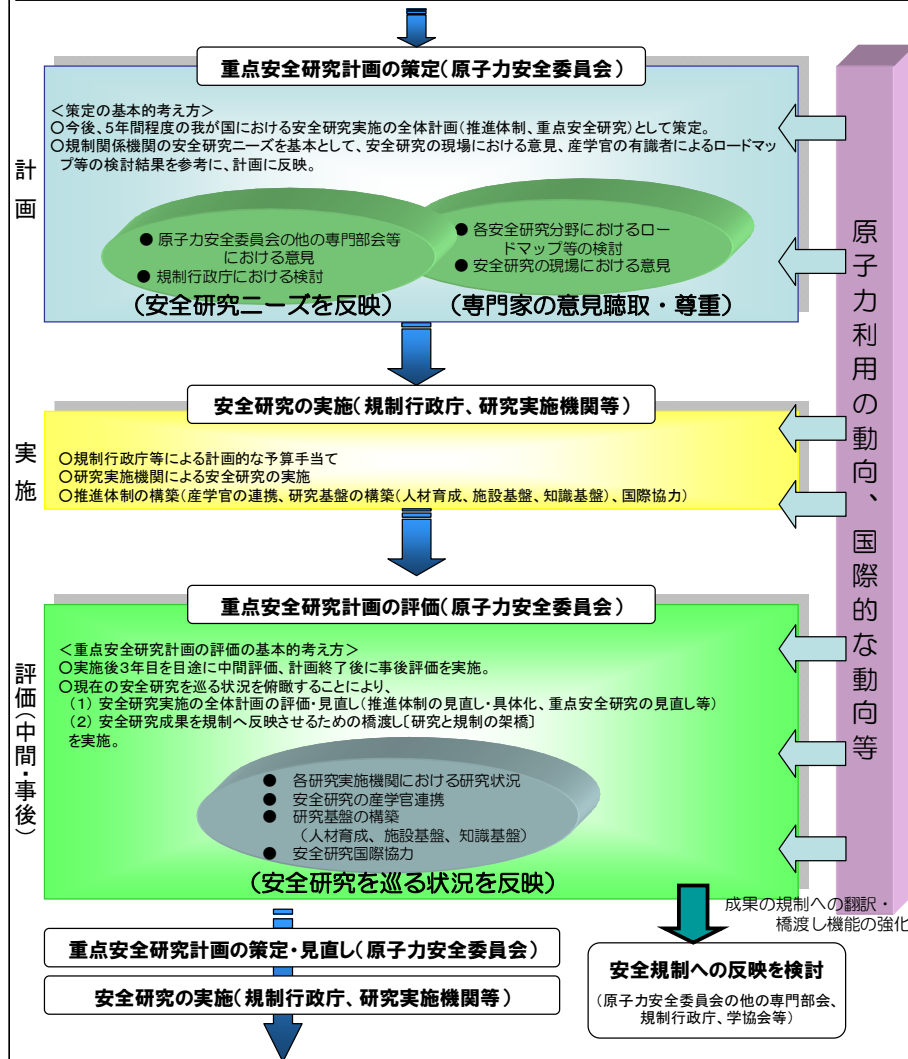 重点安全研究計画の策定(原子力安全委員会)
計画
<策定の基本的考え方>
○今後、5年間程度の我が国における安全研究実施の全体計画(推進体制、重点安全研究)として策定。
○規制関係機関の安全研究ニーズを基本として、安全研究の現場における意見、産学官の有識者によるロードマッ
プ等の検討結果を参考に、計画に反映。
● 原子力安全委員会の他の専門部会等
における意見
● 規制行政庁における検討
(安全研究ニーズを反映)
● 各安全研究分野におけるロー
ドマップ等の検討
● 安全研究の現場における意見
(専門家の意見聴取・尊重)
原子力利用の動向、国際的な動向等
安全研究の実施(規制行政庁、研究実施機関等)
実施
○規制行政庁等による計画的な予算手当て
○研究実施機関による安全研究の実施
○推進体制の構築(産学官の連携、研究基盤の構築(人材育成、施設基盤、知識基盤)、国際協力)
重点安全研究計画の評価(原子力安全委員会)
評価(中間・事後)
<重点安全研究計画の評価の基本的考え方>
○実施後3年目を目途に中間評価、計画終了後に事後評価を実施。
○現在の安全研究を巡る状況を俯瞰することにより、
(1) 安全研究実施の全体計画の評価・見直し(推進体制の見直し・具体化、重点安全研究の見直し等)
(2) 安全研究成果を規制へ反映させるための橋渡し[研究と規制の架橋]
を実施。
● 各研究実施機関における研究状況
● 安全研究の産学官連携
● 研究基盤の構築
(人材育成、施設基盤、知識基盤)
● 安全研究国際協力
(安全研究を巡る状況を反映)
成果の規制への翻訳・
橋渡し機能の強化
重点安全研究計画の策定・見直し(原子力安全委員会)
安全研究の実施(規制行政庁、研究実施機関等)
安全規制への反映を検討
(原子力安全委員会の他の専門部会、
規制行政庁、学協会等)